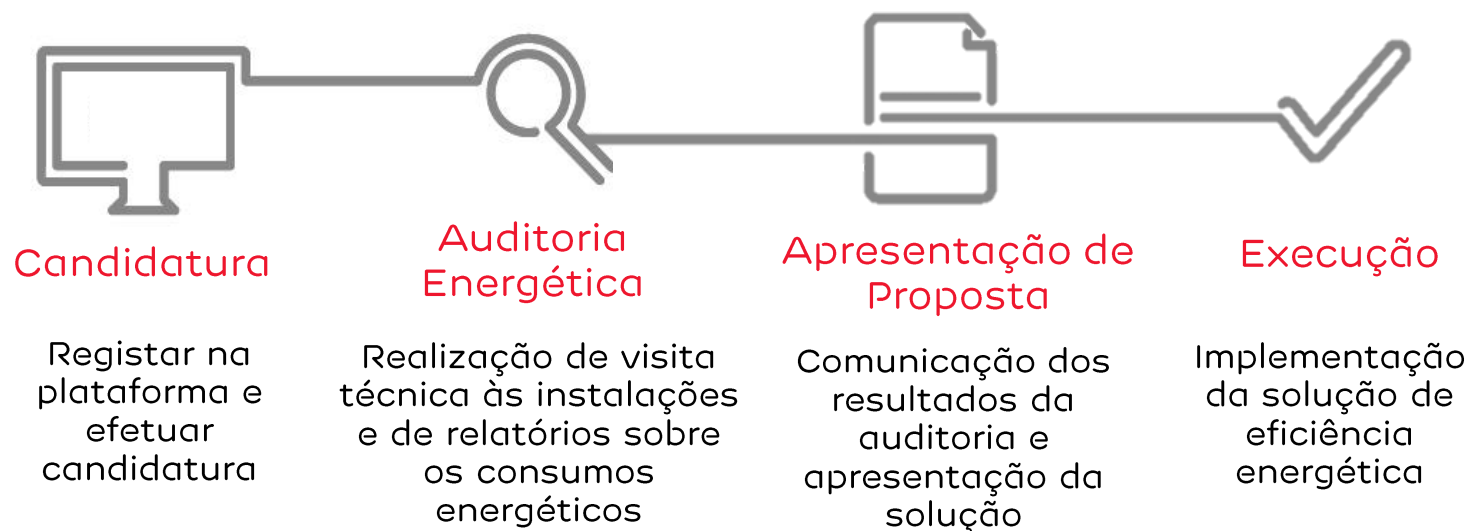 Candidatura
Registar na
plataforma e
efetuar
candidatura
Auditoria
Energética
Realização de visita
técnica às instalações
e de relatórios sobre
os consumos
energéticos
Apresentação de
Proposta
Comunicação dos
resultados da
auditoria e
apresentação da
solução
Execução
Implementação
da solução de
eficiência
energética